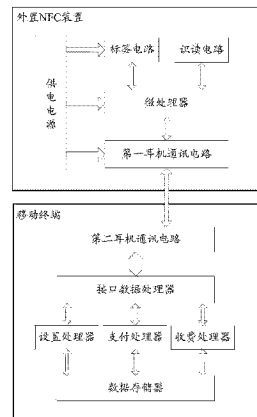 外置NFC装置
标签电路 识读电路
供电电源
微处理器
第一耳机通讯电路
移动终端
第二耳机通讯电路
接口数据处理器
设置处理器 支付处理器 收费处理器
数据存储器